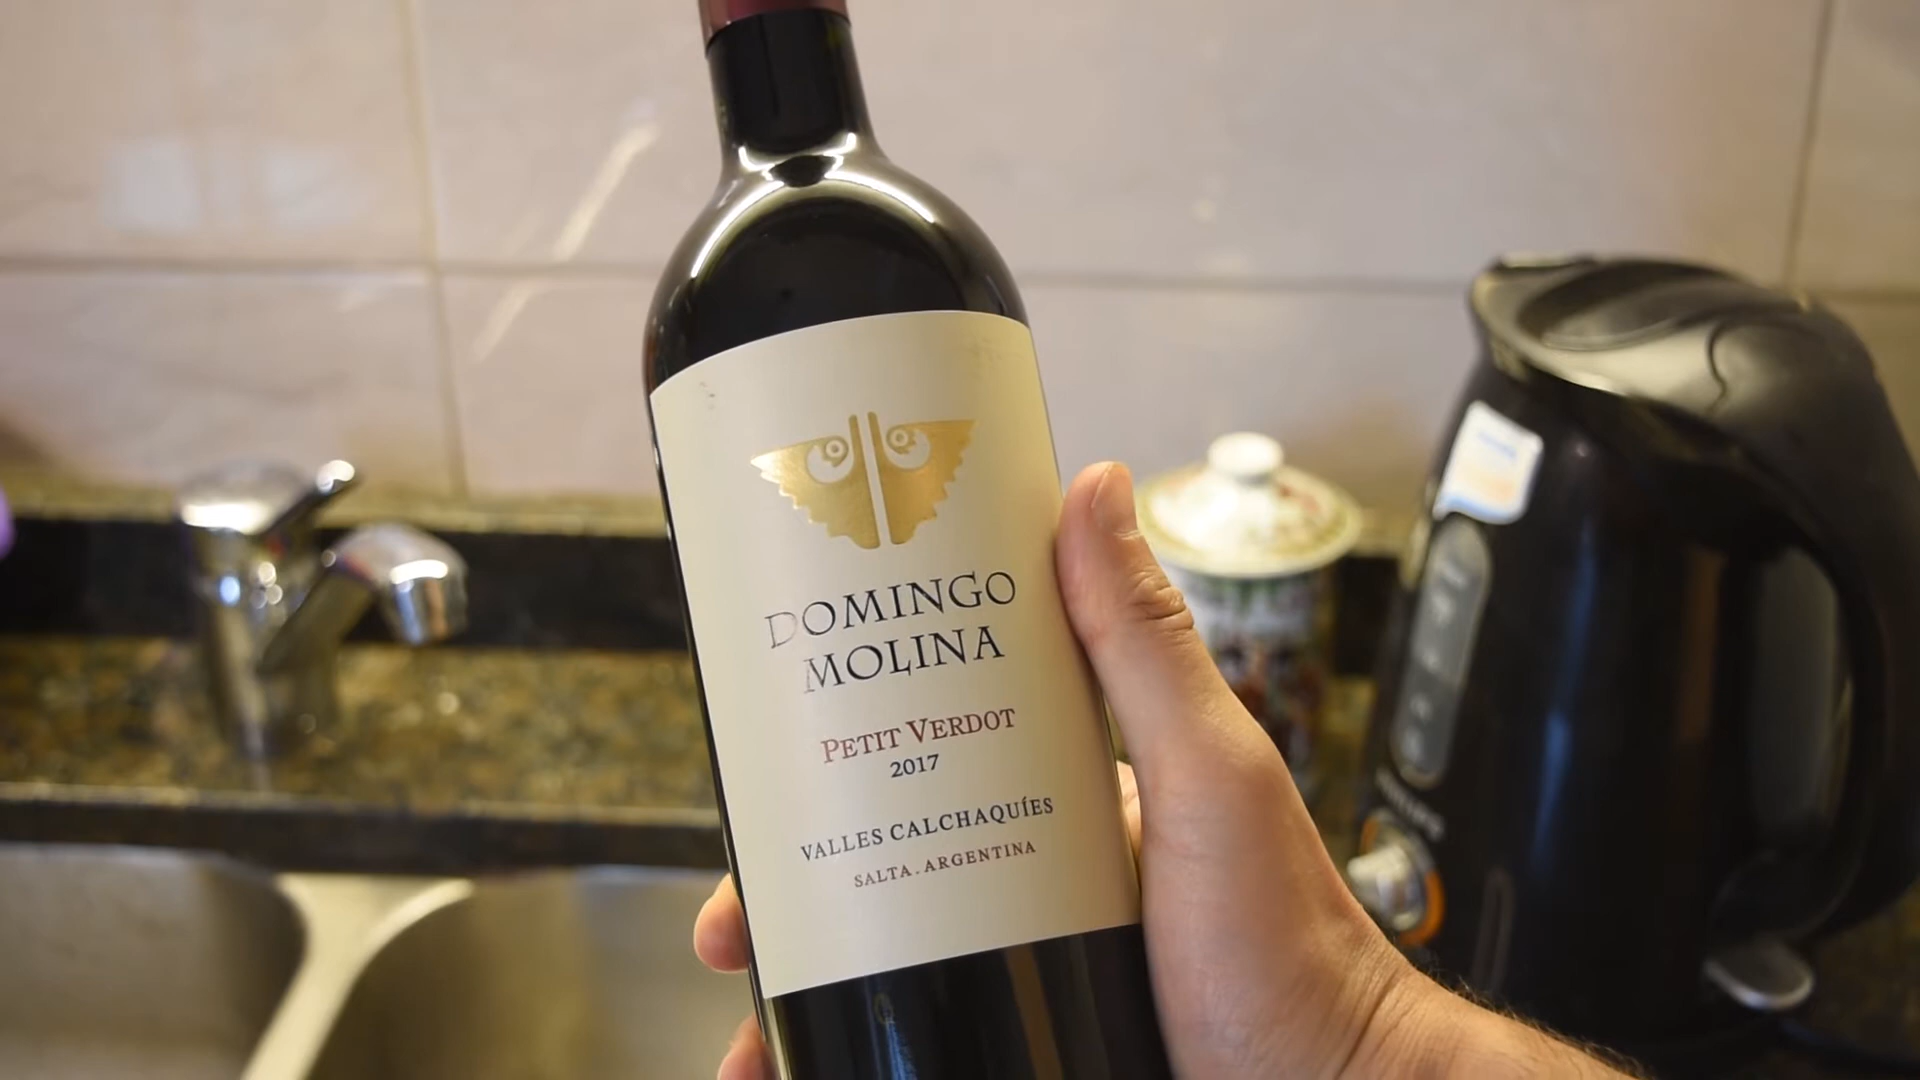 DOMINGO
MOLINA
PETIT VERDOT
2017
VALLES CALCHAQUÍES
SALTA . ARGENTINA